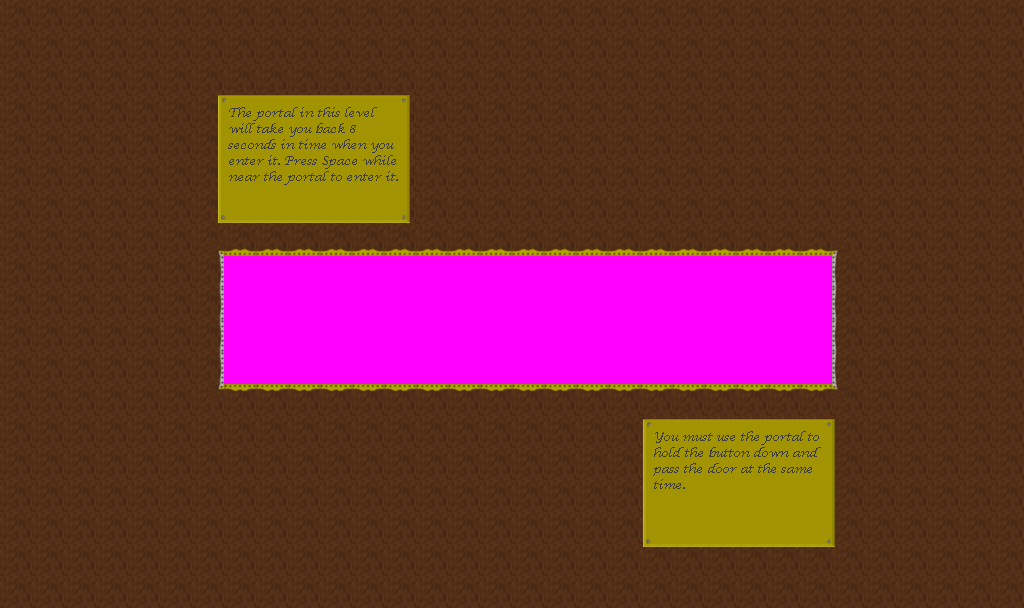 The portal in this level
will take you back 8
seconds in time when you
enter it. Press Space while
near the portal to enter it.
You must use the portal to
hold the button down and
pass the door at the same
time.